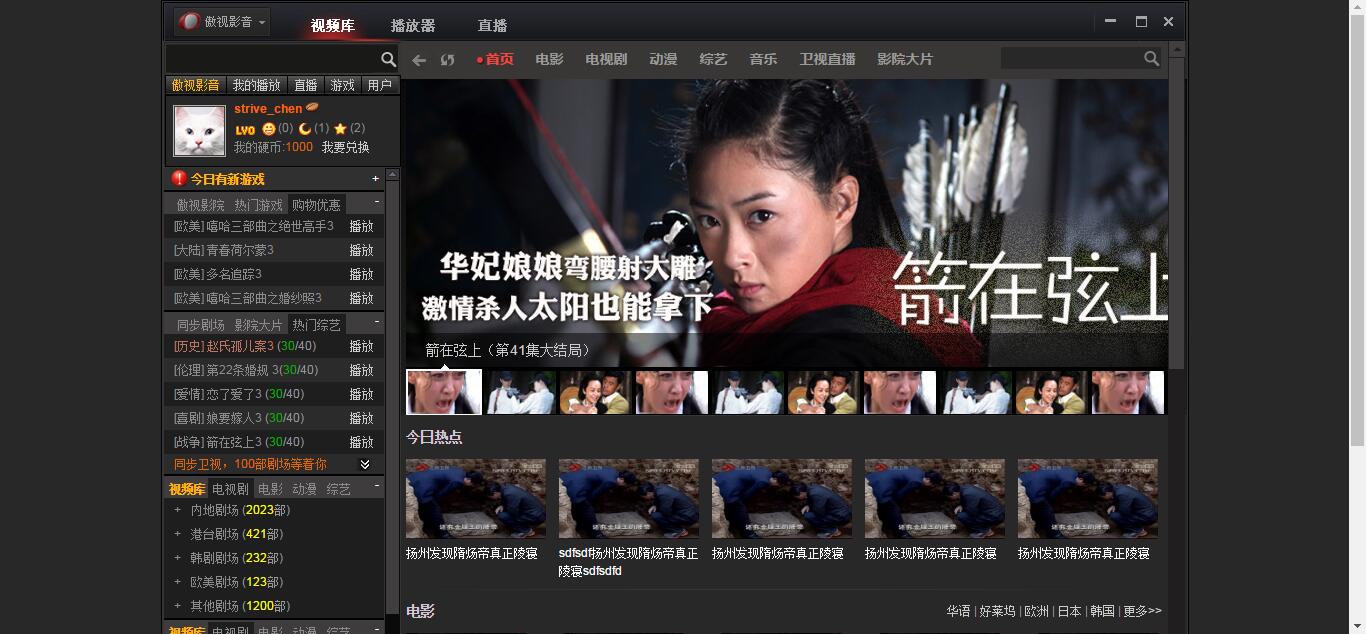 傲视影音
视频库 播放器 直播
首页 电影 电视剧 动漫 综艺 音乐 卫视直播 影院大片
傲视影音 我的播放 直播 游戏 用户
strive_chen
LV0 (0) (1) (2)
我的硬币:1000 我要兑换
今日有新游戏 +
傲视影院 热门游戏 购物优惠 -
[欧美]嘻哈三部曲之绝世高手3 播放
[大陆]青春荷尔蒙3 播放
[欧美]多名追踪3 播放
[欧美]嘻哈三部曲之婚纱照3 播放
同步剧场 影院大片 热门综艺 -
[历史]赵氏孤儿案3 (30/40) 播放
[伦理]第22条婚规 3(30/40) 播放
[爱情]恋了爱了3 (30/40) 播放
[喜剧]娘要嫁人3 (30/40) 播放
[战争]箭在弦上3 (30/40) 播放
同步卫视，100部剧场等着你
视频库 电视剧 电影 动漫 综艺 -
+ 内地剧场 (2023部)
+ 港台剧场 (421部)
+ 韩剧剧场 (232部)
+ 欧美剧场 (123部)
+ 其他剧场 (1200部)
视频库 电视剧 电影 动漫 综艺 -
华妃娘娘弯腰射大雕
激情杀人太阳也能拿下
箭在弦上
箭在弦上（第41集大结局）
今日热点
扬州发现隋炀帝真正陵寝
sdfsdf扬州发现隋炀帝真正
陵寝sdfsdfd
扬州发现隋炀帝真正陵寝
扬州发现隋炀帝真正陵寝
扬州发现隋炀帝真正陵寝
电影
华语 | 好莱坞 | 欧洲 | 日本 | 韩国 | 更多>>